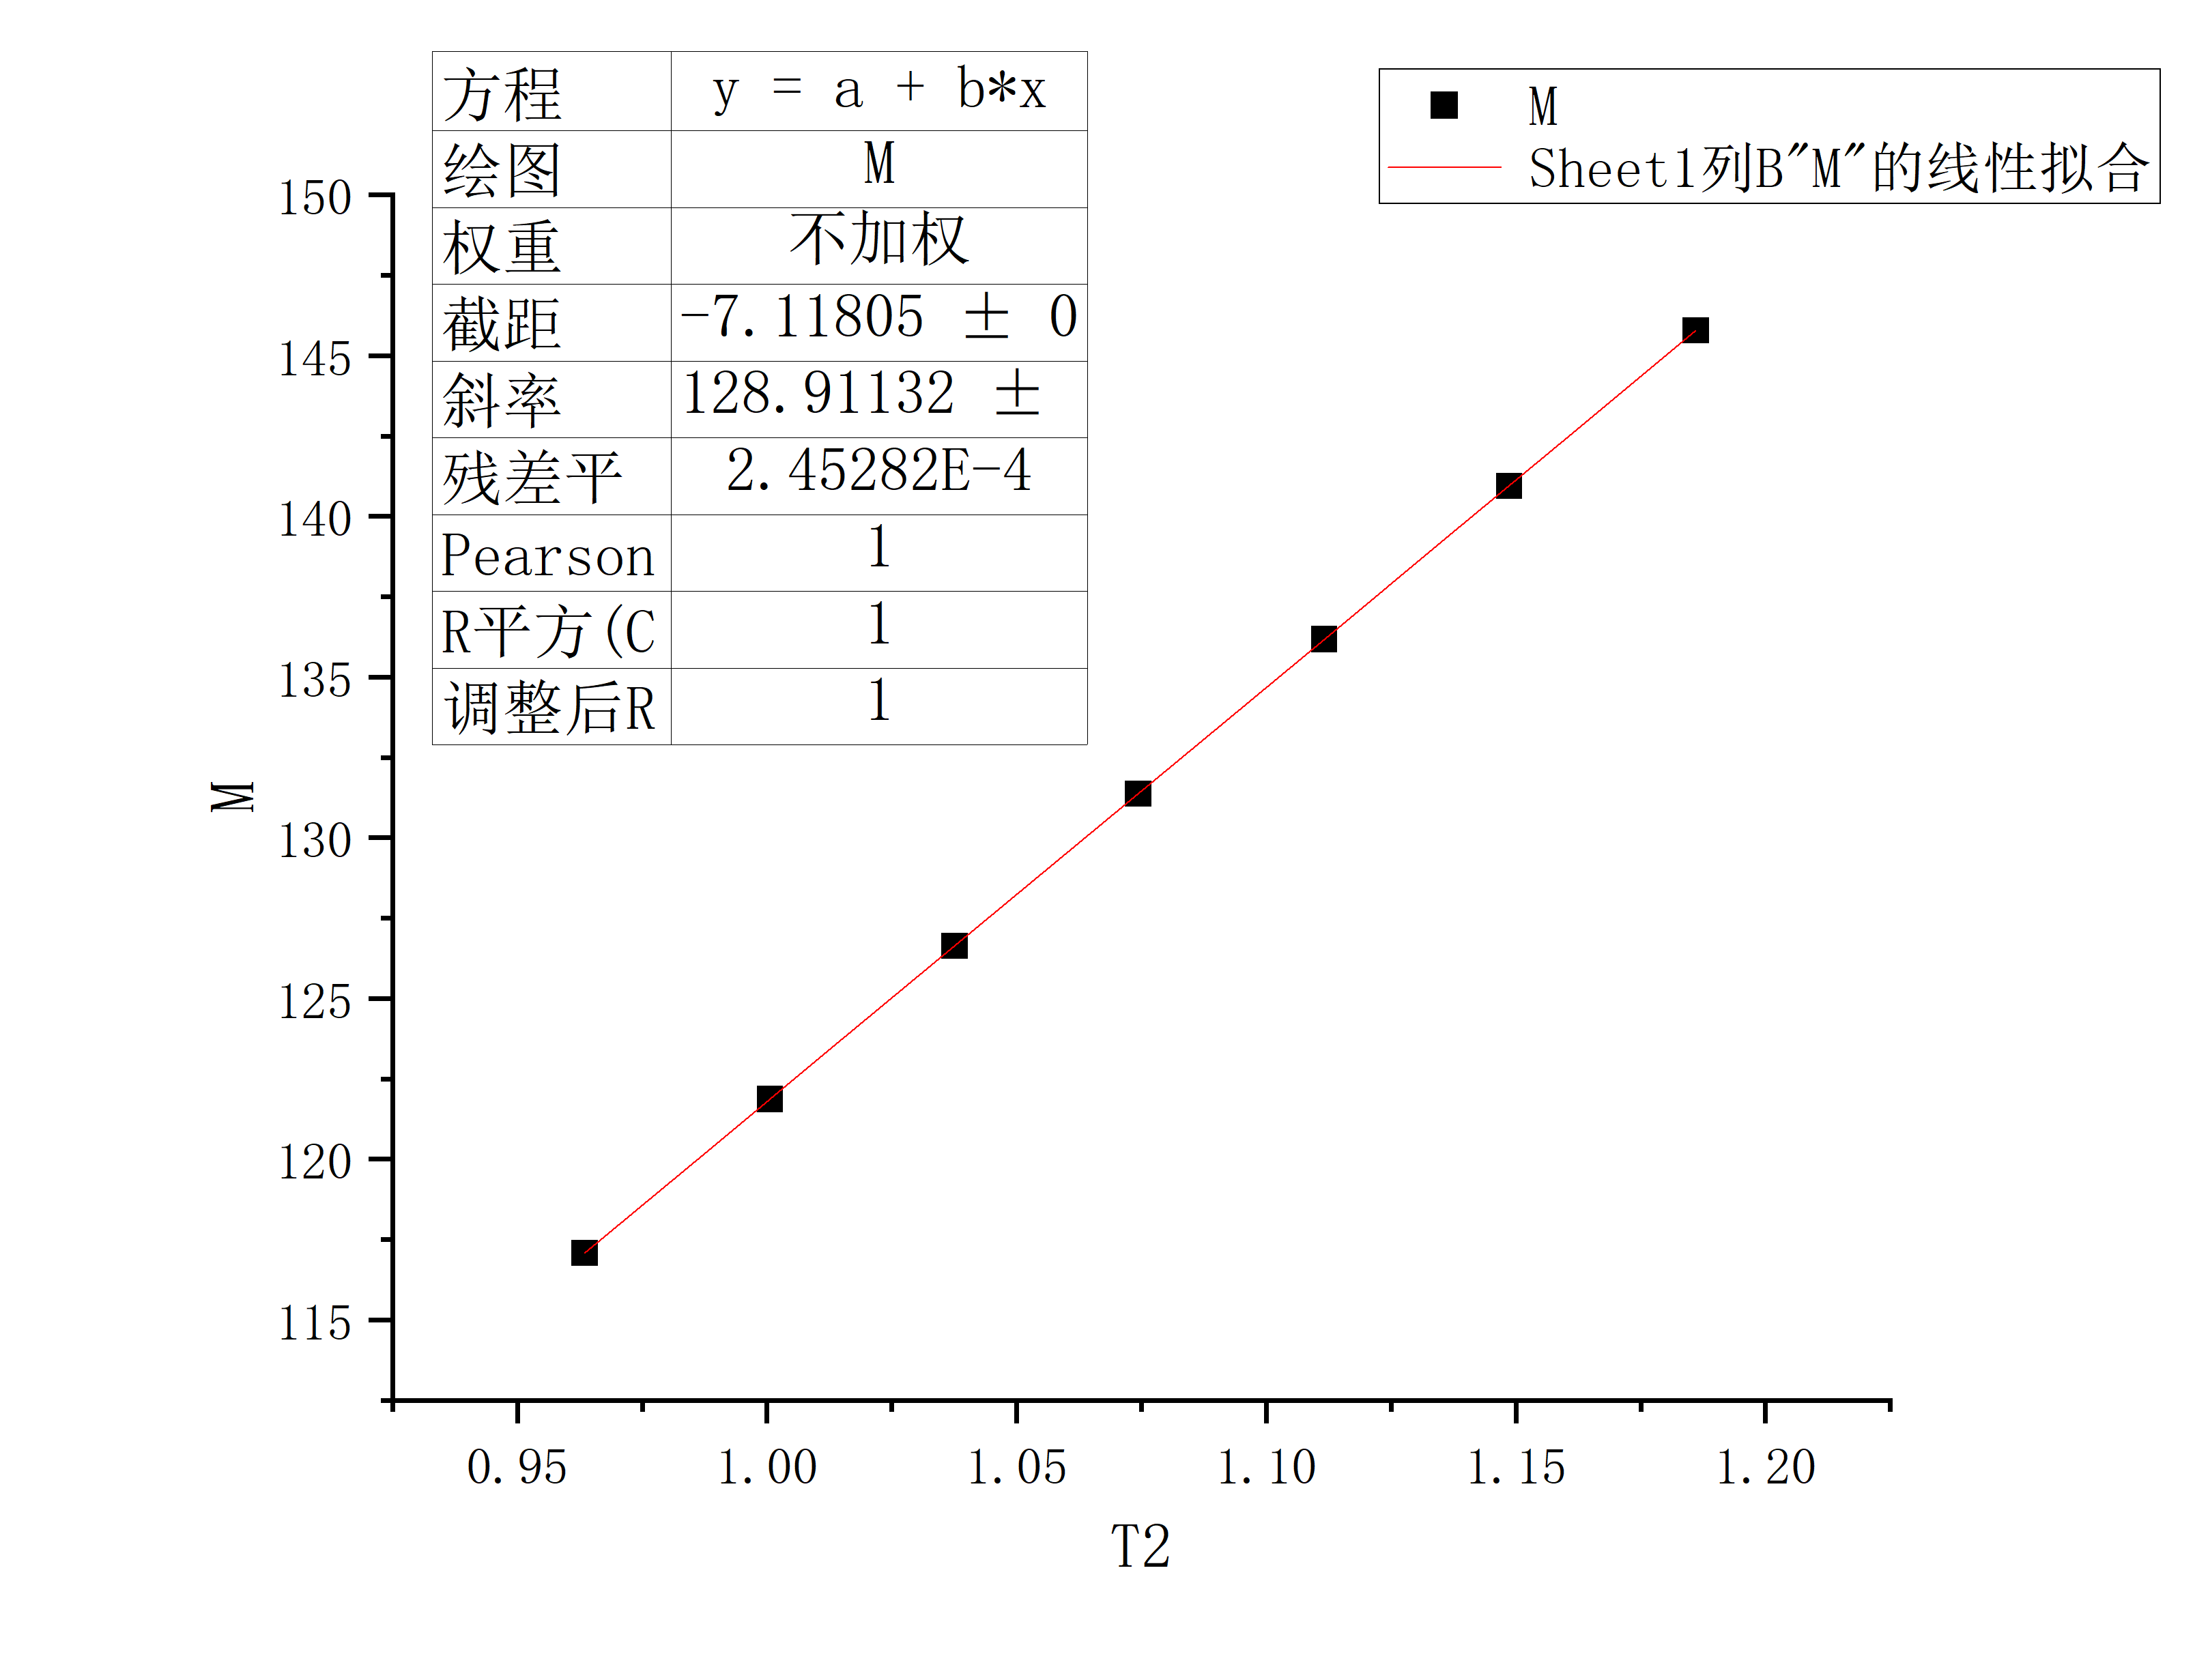 方程 y = a + b*x
绘图 M
权重 不加权
截距 -7.11805 ± 0
斜率 128.91132 ±
残差平 2.45282E-4
Pearson 1
R平方(C 1
调整后R 1
M
Sheet1列B"M"的线性拟合
150
145
140
135
130
125
120
115
M
0.95 1.00 1.05 1.10 1.15 1.20
T2